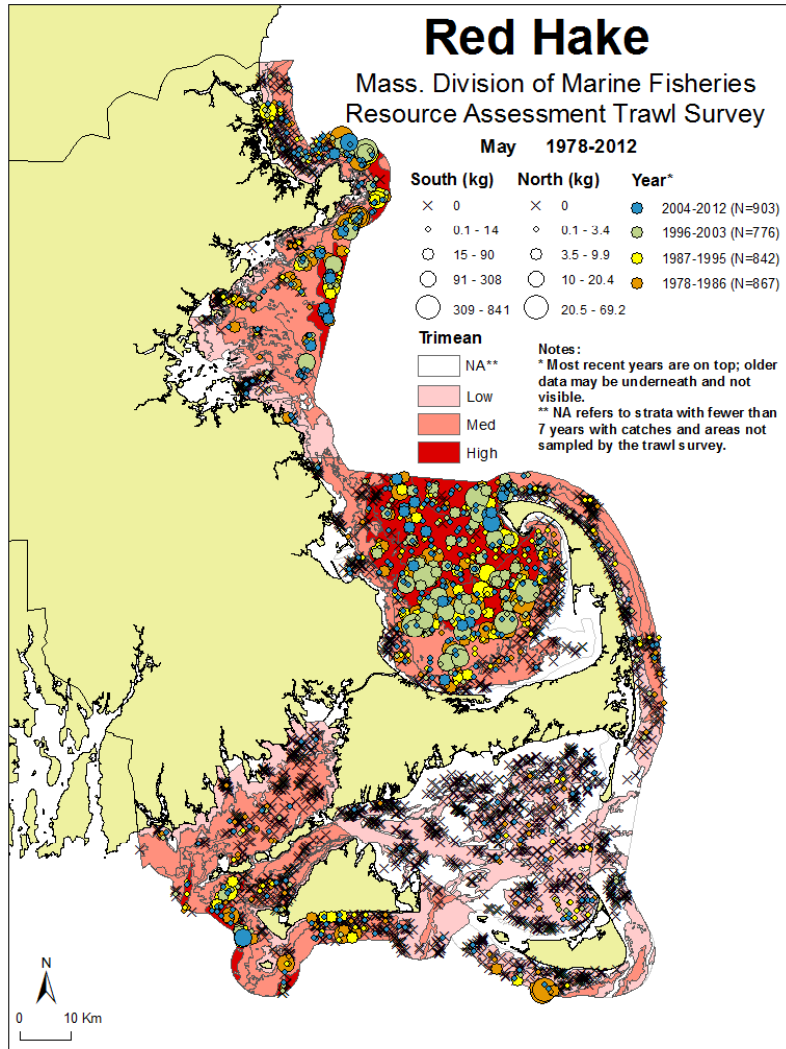 Red Hake
Mass. Division of Marine Fisheries
Resource Assessment Trawl Survey
May 1978-2012
South (kg) North (kg) Year*
0 0 2004-2012 (N=903)
0.1 - 14 0.1 - 3.4 1996-2003 (N=776)
15 - 90 3.5 - 9.9 1987-1995 (N=842)
91 - 308 10 - 20.4 1978-1986 (N=867)
309 - 841 20.5 - 69.2
Trimean
NA**
Low
Med
High
Notes:
* Most recent years are on top; older
data may be underneath and not
visible.
** NA refers to strata with fewer than
7 years with catches and areas not
sampled by the trawl survey.
N
0 10 Km